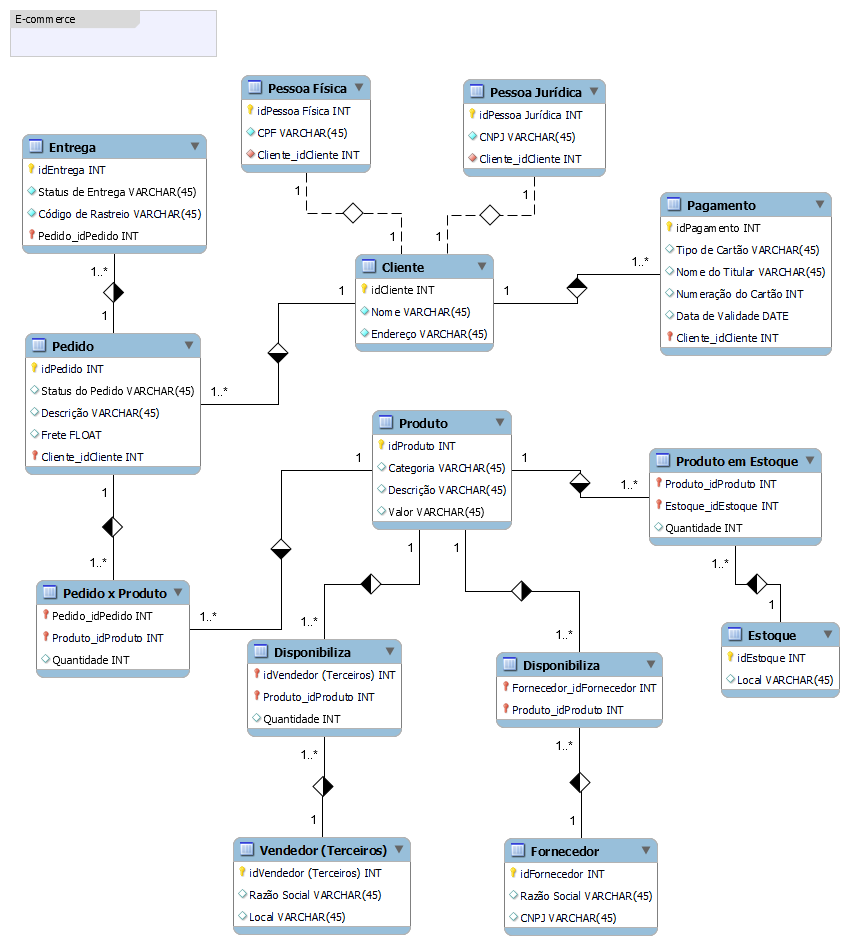 E-commerce
Pessoa Física
idPessoa Física INT
CPF VARCHAR(45)
Cliente_idCliente INT
Pessoa Jurídica
idPessoa Jurídica INT
CNPJ VARCHAR(45)
Cliente_idCliente INT
Entrega
idEntrega INT
Status de Entrega VARCHAR(45)
Código de Rastreio VARCHAR(45)
Pedido_idPedido INT
Pagamento
idPagamento INT
Tipo de Cartão VARCHAR(45)
Nome do Titular VARCHAR(45)
Numeração do Cartão INT
Data de Validade DATE
Cliente_idCliente INT
1
1
1
1
Cliente
idCliente INT
Nome VARCHAR(45)
Endereço VARCHAR(45)
1..*
1
1
1..*
1
1..*
Pedido
idPedido INT
Status do Pedido VARCHAR(45)
Descrição VARCHAR(45)
Frete FLOAT
Cliente_idCliente INT
Produto
idProduto INT
Categoria VARCHAR(45)
Descrição VARCHAR(45)
Valor VARCHAR(45)
1
1
1..*
Produto em Estoque
Produto_idProduto INT
Estoque_idEstoque INT
Quantidade INT
1
1..*
1
1
1..*
1
Pedido x Produto
Pedido_idPedido INT
Produto_idProduto INT
Quantidade INT
1..*
1..*
1..*
Estoque
idEstoque INT
Local VARCHAR(45)
Disponibiliza
idVendedor (Terceiros) INT
Produto_idProduto INT
Quantidade INT
Disponibiliza
Fornecedor_idFornecedor INT
Produto_idProduto INT
1..*
1
1..*
1
Vendedor (Terceiros)
idVendedor (Terceiros) INT
Razão Social VARCHAR(45)
Local VARCHAR(45)
Fornecedor
idFornecedor INT
Razão Social VARCHAR(45)
CNPJ VARCHAR(45)